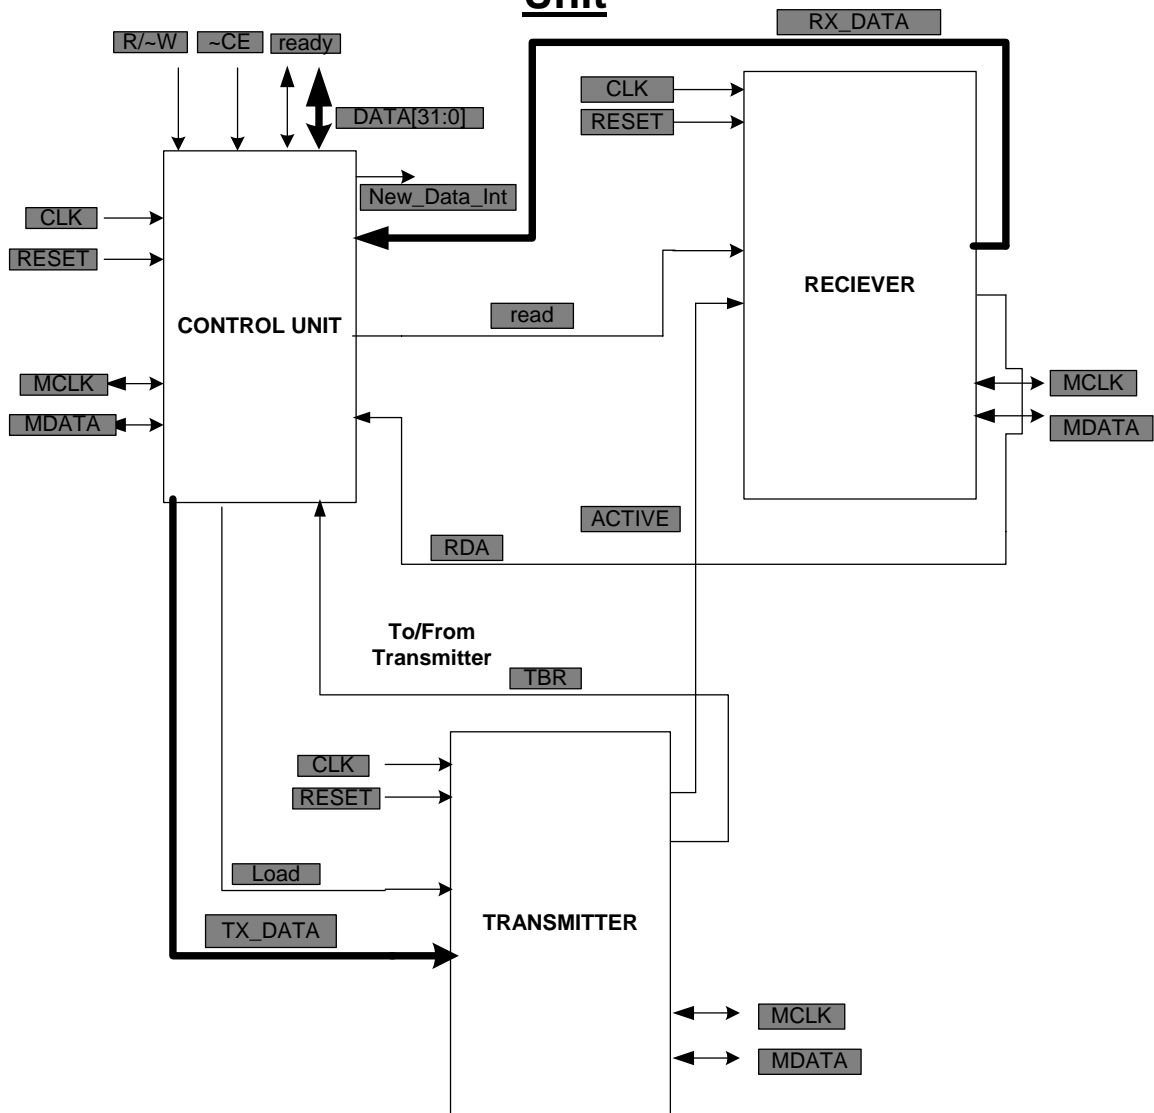 Unit
RX_DATA
R/~W
~CE
ready
CLK
DATA[31:0]
RESET
New_Data_Int
CLK
RESET
RECIEVER
read
CONTROL UNIT
MCLK
MCLK
MDATA
MDATA
ACTIVE
RDA
To/From
Transmitter
TBR
CLK
RESET
Load
TX_DATA
TRANSMITTER
MCLK
MDATA